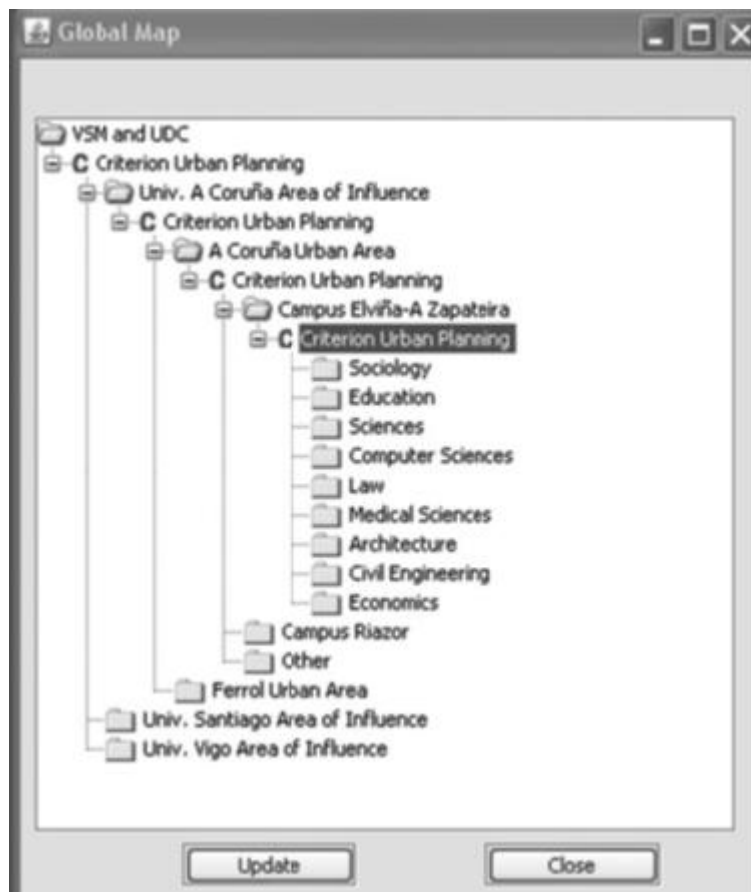 Global Map
VSM and UDC
C Criterion Urban Planning
Univ. A Coruña Area of Influence
C Criterion Urban Planning
A Coruña Urban Area
C Criterion Urban Planning
Campus Elviña-A Zapateira
C Criterion Urban Planning
Sociology
Education
Sciences
Computer Sciences
Law
Medical Sciences
Architecture
Civil Engineering
Economics
Campus Riazor
Other
Ferrol Urban Area
Univ. Santiago Area of Influence
Univ. Vigo Area of Influence
Update
Close